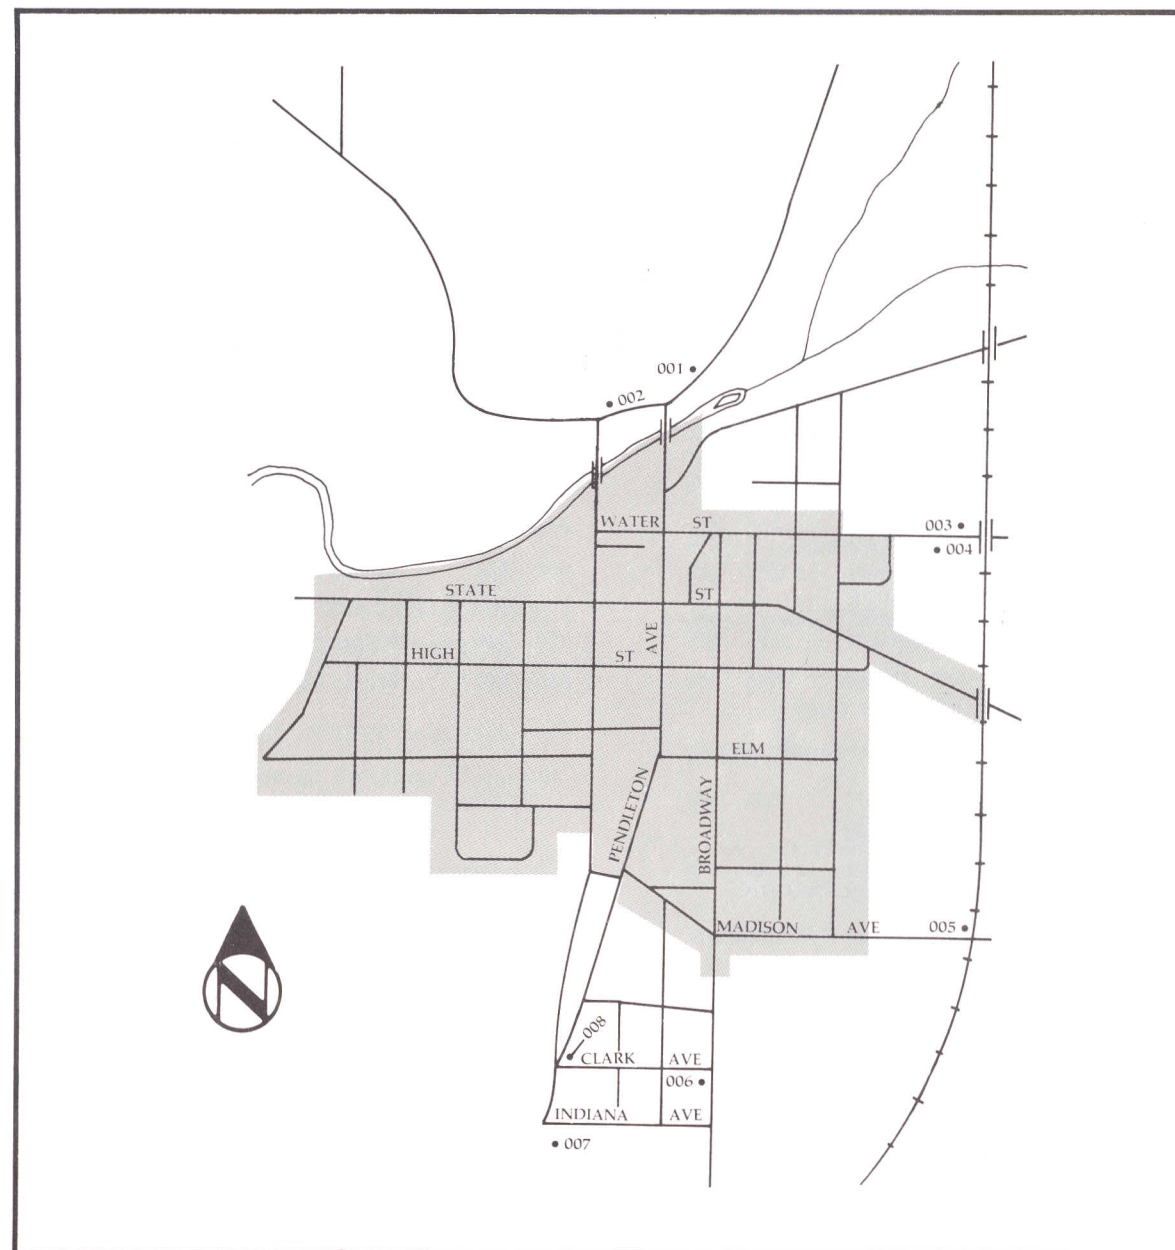 001
002
WATER ST
003
004
STATE ST
AVE
HIGH ST
ELM
PENDLETON
BROADWAY
MADISON AVE
005
008
CLARK AVE
006
INDIANA AVE
007
N